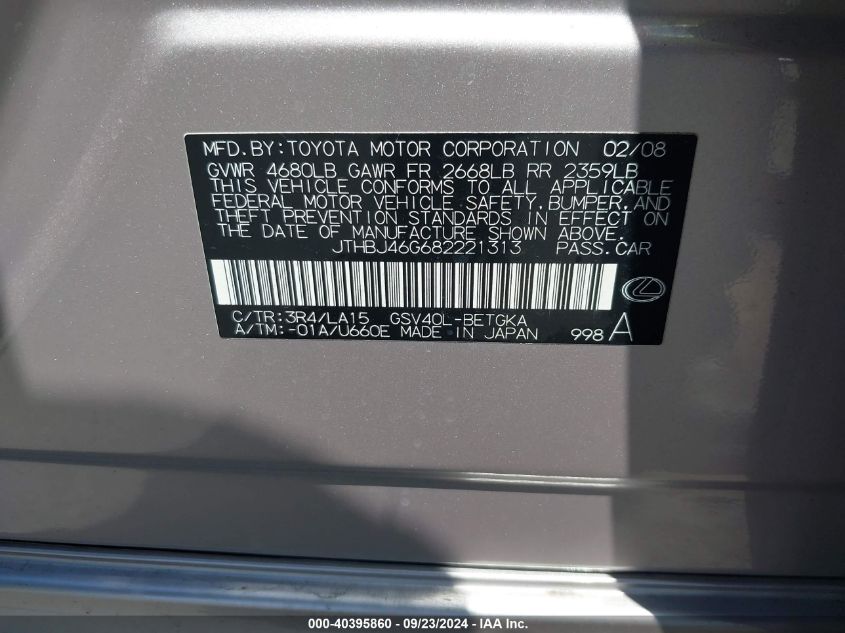 MFD.BY:TOYOTA MOTOR CORPORATION 02/08
GVWR 4680LB GAWR FR 2668LB RR 2359LB
THIS VEHICLE CONFORMS TO ALL APPLICABLE
FEDERAL MOTOR VEHICLE SAFETY,BUMPER,AND
THEFT PREVENTION STANDARDS IN EFFECT ON
THE DATE OF MANUFACTURE SHOWN ABOVE.
JTHBJ46G682221313 PASS.CAR
C/TR:3R4/LA15 GSV40L-BETGKA
A/TM:-01A/U660E MADE IN JAPAN 998 A
000-40395860 - 09/23/2024 - IAA Inc.